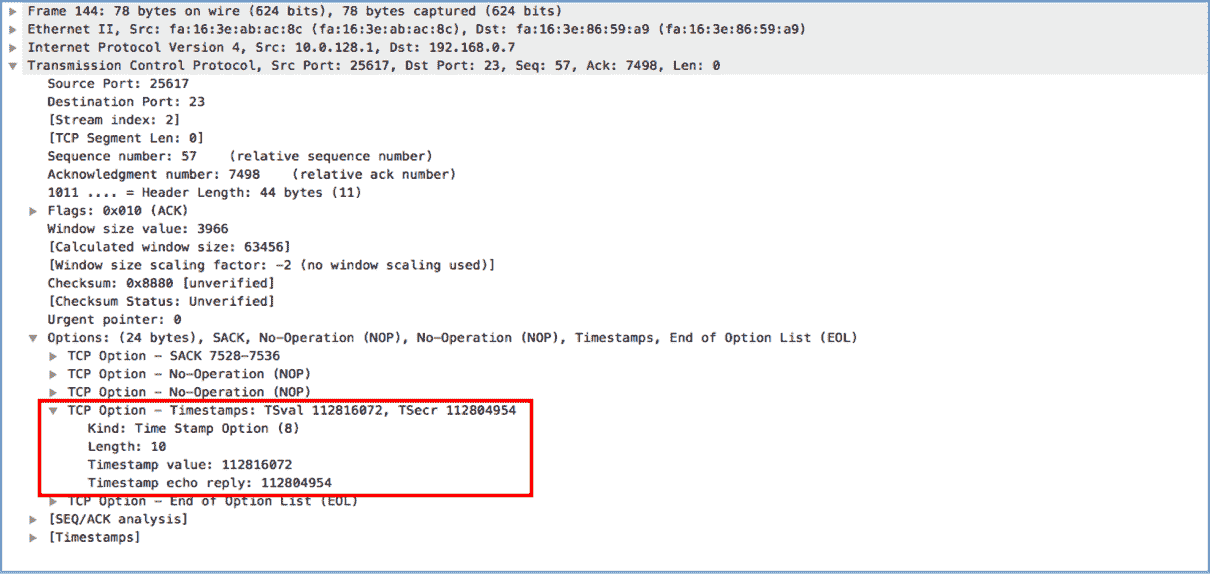 Frame 144: 78 bytes on wire (624 bits), 78 bytes captured (624 bits)
Ethernet II, Src: fa:16:3e:ab:ac:8c (fa:16:3e:ab:ac:8c), Dst: fa:16:3e:86:59:a9 (fa:16:3e:86:59:a9)
Internet Protocol Version 4, Src: 10.0.128.1, Dst: 192.168.0.7
Transmission Control Protocol, Src Port: 25617, Dst Port: 23, Seq: 57, Ack: 7498, Len: 0
Source Port: 25617
Destination Port: 23
[Stream index: 2]
[TCP Segment Len: 0]
Sequence number: 57    (relative sequence number)
Acknowledgment number: 7498    (relative ack number)
1011 .... = Header Length: 44 bytes (11)
Flags: 0x010 (ACK)
Window size value: 3966
[Calculated window size: 63456]
[Window size scaling factor: -2 (no window scaling used)]
Checksum: 0x8880 [unverified]
[Checksum Status: Unverified]
Urgent pointer: 0
Options: (24 bytes), SACK, No-Operation (NOP), No-Operation (NOP), Timestamps, End of Option List (EOL)
TCP Option - SACK 7528-7536
TCP Option - No-Operation (NOP)
TCP Option - No-Operation (NOP)
TCP Option - Timestamps: TSval 112816072, TSecr 112804954
Kind: Time Stamp Option (8)
Length: 10
Timestamp value: 112816072
Timestamp echo reply: 112804954
TCP Option - End of Option List (EOL)
[SEQ/ACK analysis]
[Timestamps]